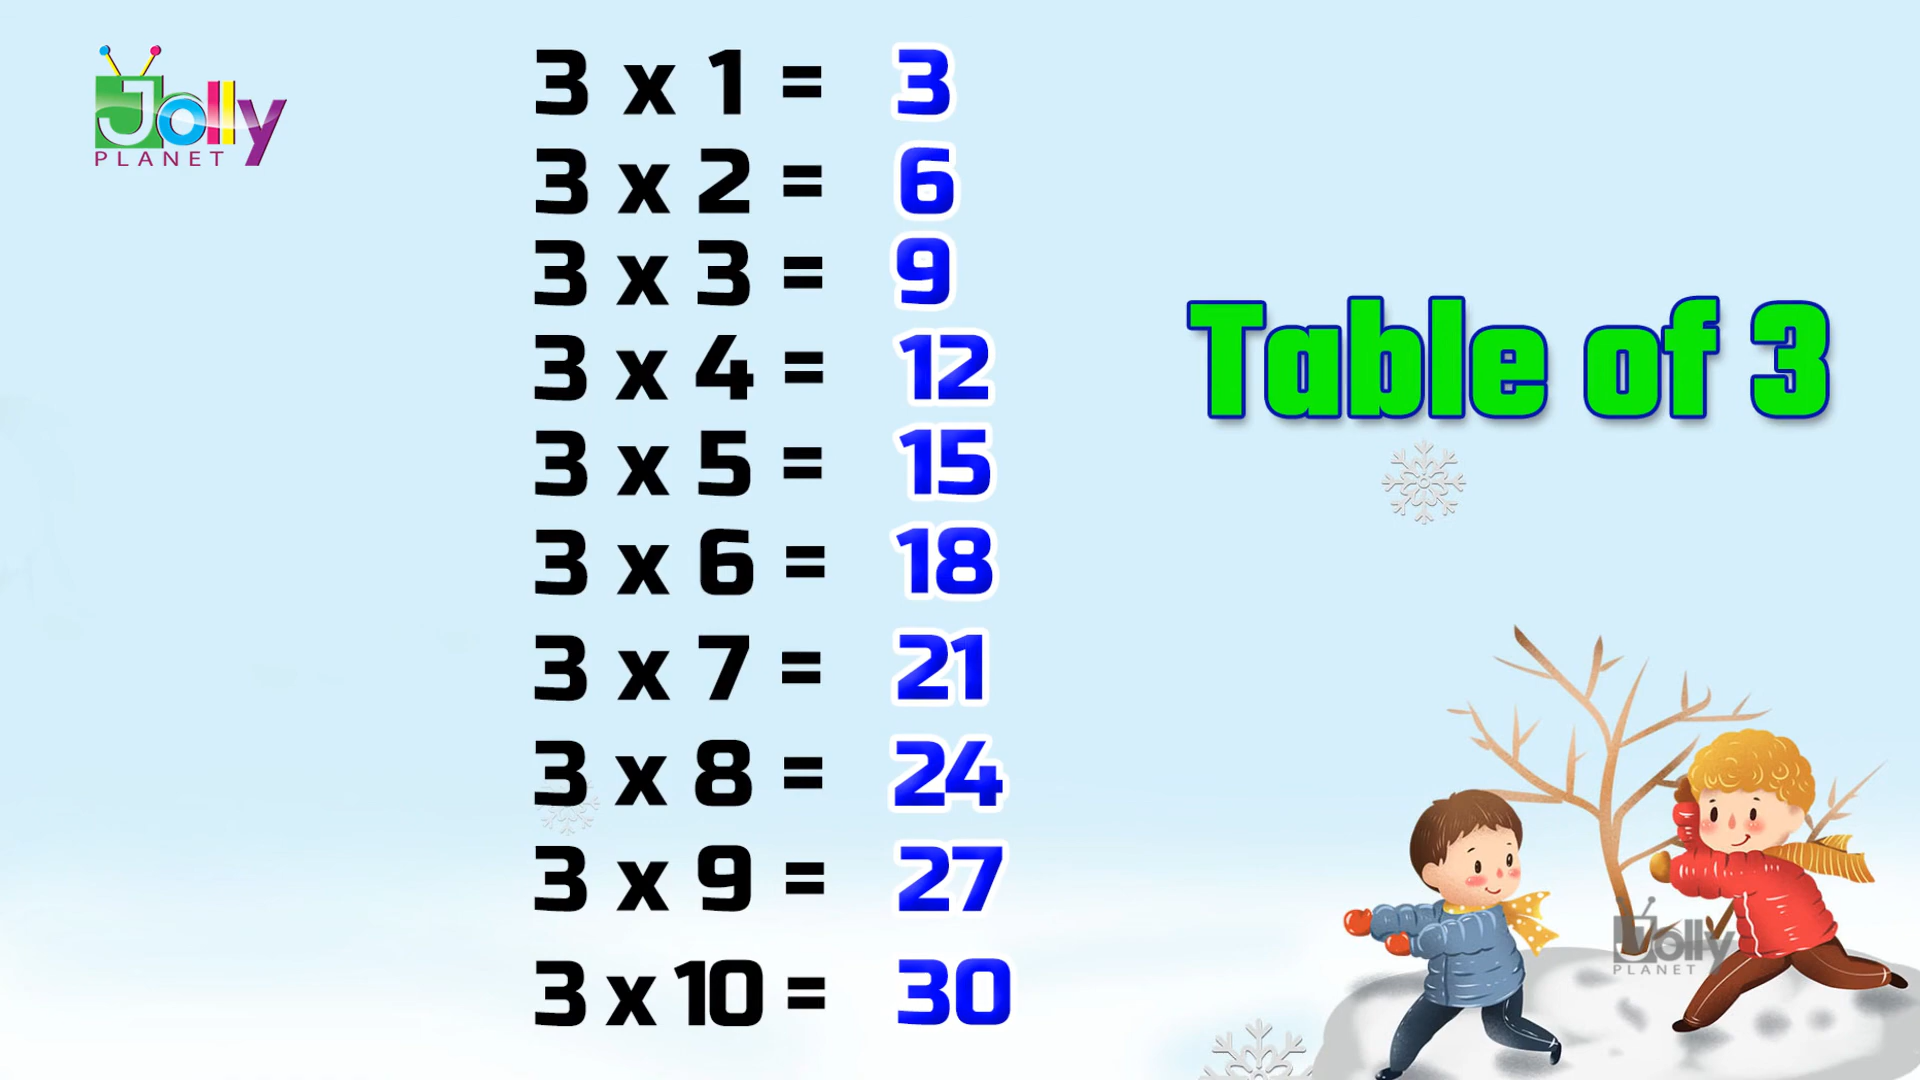 Jolly
PLANET
3 x 1 = 3
3 x 2 = 6
3 x 3 = 9
3 x 4 = 12
3 x 5 = 15
3 x 6 = 18
3 x 7 = 21
3 x 8 = 24
3 x 9 = 27
3 x 10 = 30
Table of 3
Jolly
PLANET